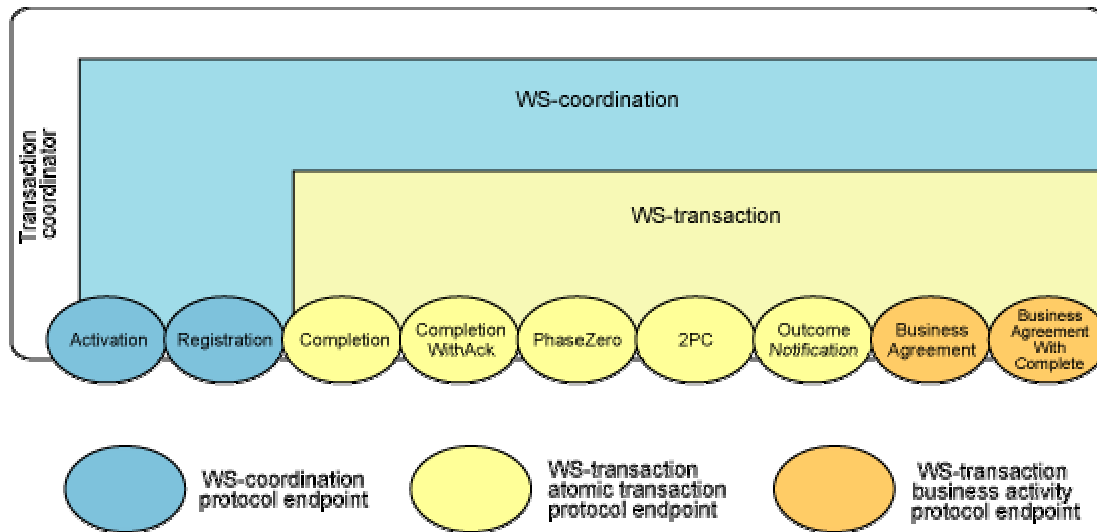 Transaction
coordinator
WS-coordination
WS-transaction
Activation
Registration
Completion
Completion
WithAck
PhaseZero
2PC
Outcome
Notification
Business
Agreement
Business
Agreement
With
Complete
WS-coordination
protocol endpoint
WS-transaction
atomic transaction
protocol endpoint
WS-transaction
business activity
protocol endpoint